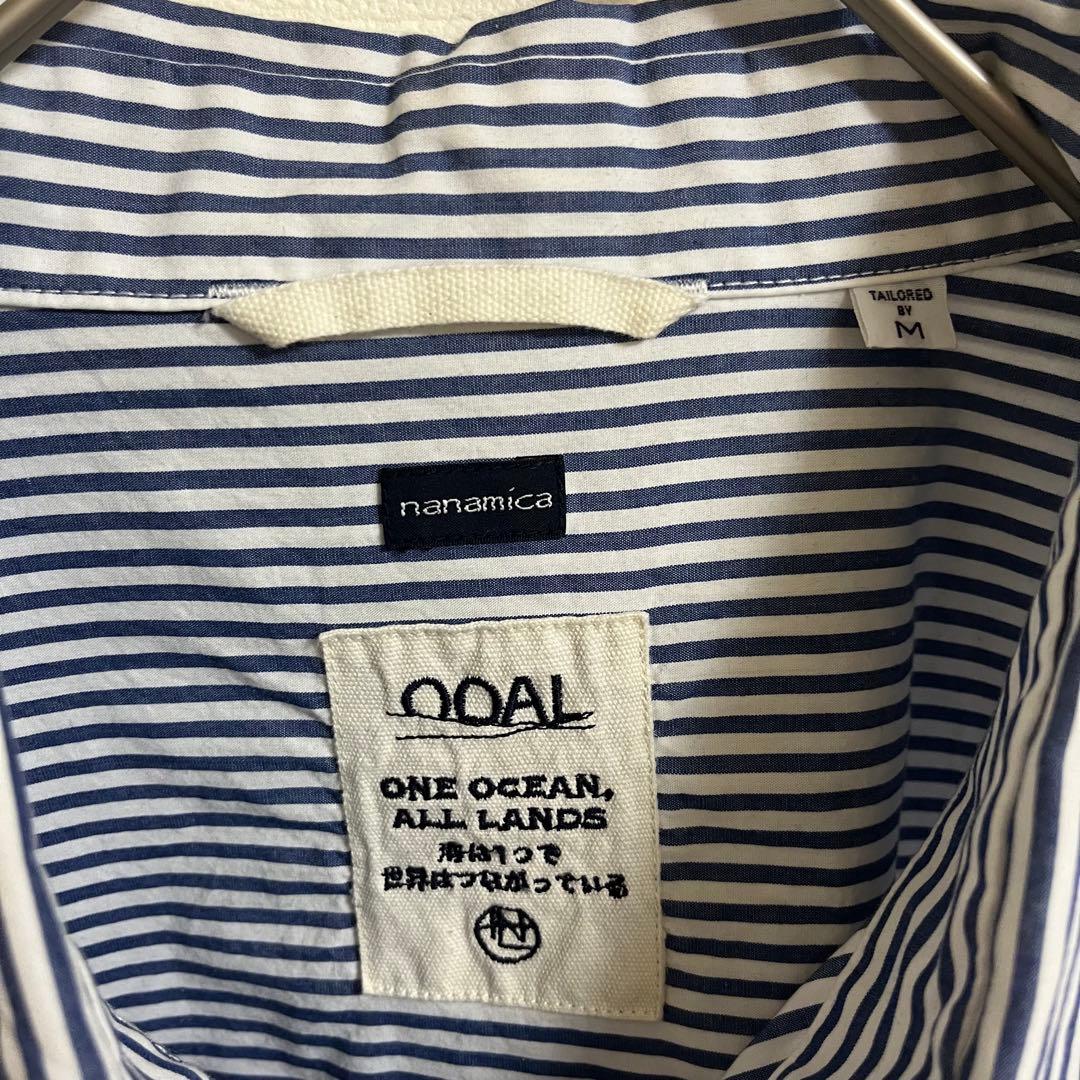 TAILORED
BY
M
nanamica
OOAL
ONE OCEAN,
ALL LANDS
海は1つで
世界はつながっている